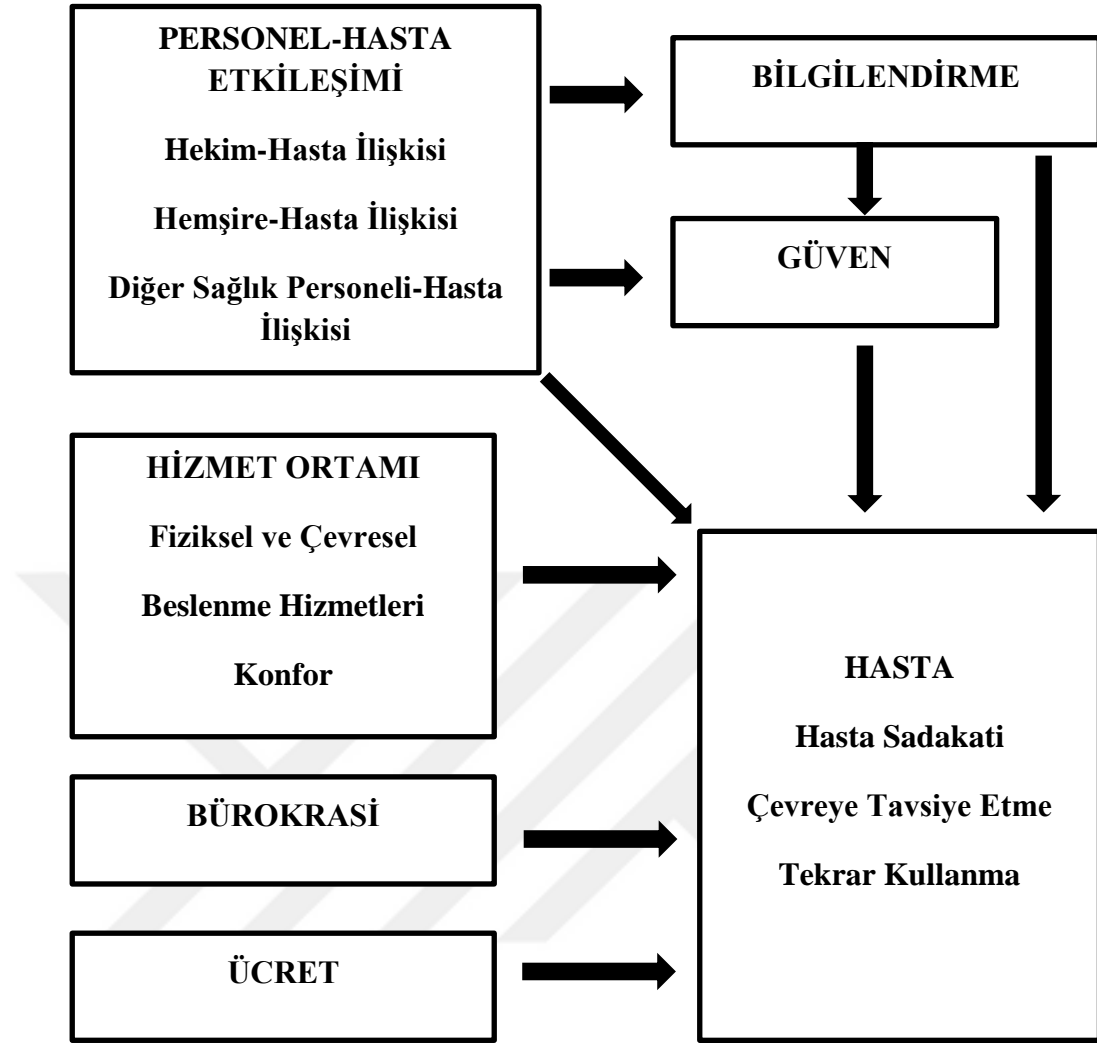 PERSONEL-HASTA
ETKİLEŞİMİ
Hekim-Hasta İlişkisi
Hemşire-Hasta İlişkisi
Diğer Sağlık Personeli-Hasta
İlişkisi
BİLGİLENDİRME
GÜVEN
HİZMET ORTAMI
Fiziksel ve Çevresel
Beslenme Hizmetleri
Konfor
BÜROKRASİ
ÜCRET
HASTA
Hasta Sadakati
Çevreye Tavsiye Etme
Tekrar Kullanma